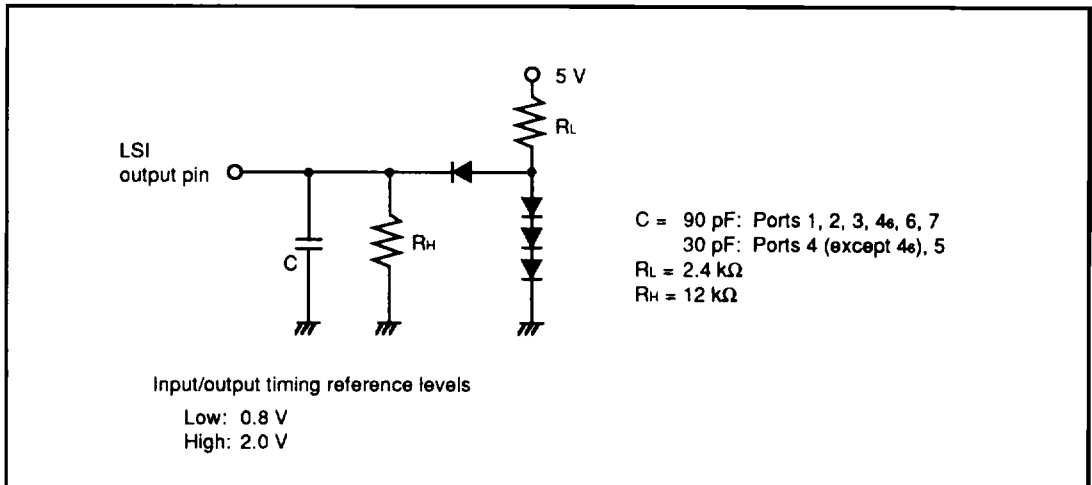 5 V
RL
LSI
output pin
C
RH
C = 90 pF: Ports 1, 2, 3, 4₆, 6, 7
30 pF: Ports 4 (except 4₆), 5
RL = 2.4 kΩ
RH = 12 kΩ
Input/output timing reference levels
Low: 0.8 V
High: 2.0 V